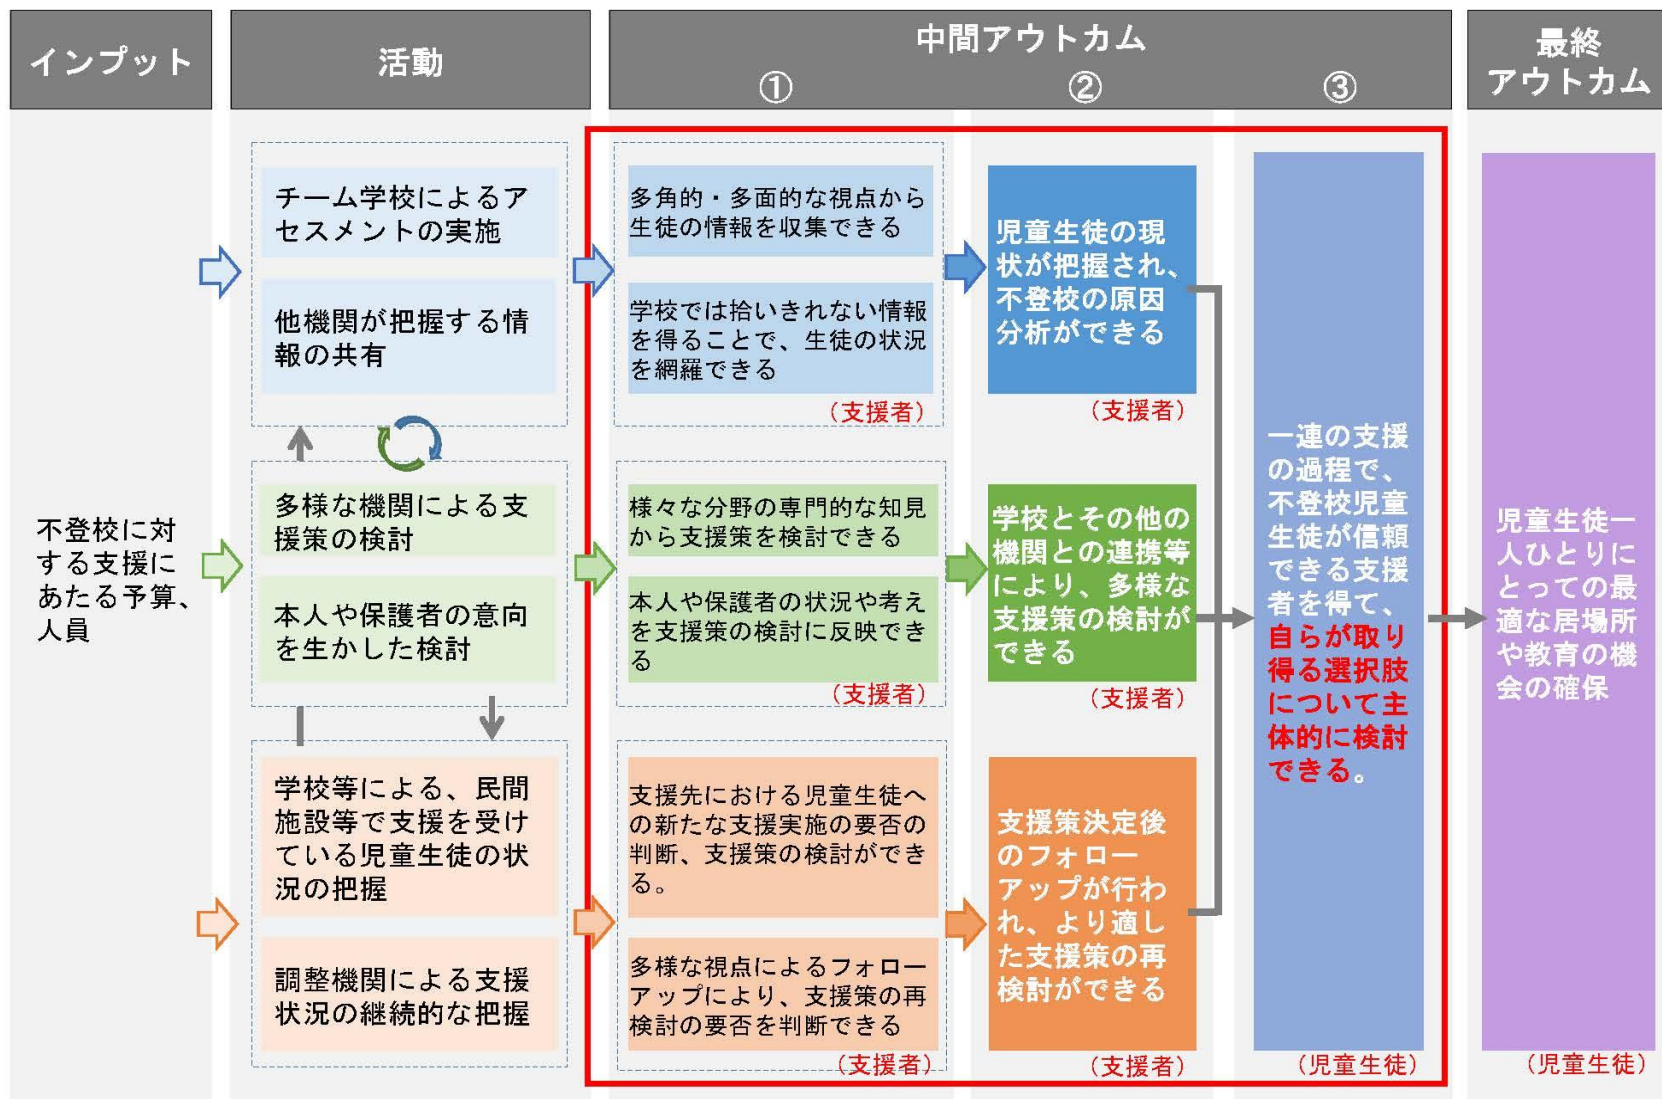 インプット
活動
中間アウトカム
①
②
③
最終
アウトカム
不登校に対
する支援に
あたる予算、
人員
チーム学校によるア
セスメントの実施
他機関が把握する情
報の共有
多様な機関による支
援策の検討
本人や保護者の意向
を生かした検討
学校等による、民間
施設等で支援を受け
ている児童生徒の状
況の把握
調整機関による支援
状況の継続的な把握
多角的・多面的な視点から
生徒の情報を収集できる
学校では拾いきれない情報
を得ることで、生徒の状況
を網羅できる
（支援者）
様々な分野の専門的な知見
から支援策を検討できる
本人や保護者の状況や考え
を支援策の検討に反映でき
る
（支援者）
支援先における児童生徒へ
の新たな支援実施の要否の
判断、支援策の検討ができ
る。
多様な視点によるフォロー
アップにより、支援策の再
検討の要否を判断できる
（支援者）
児童生徒の現
状が把握され、
不登校の原因
分析ができる
（支援者）
学校とその他の
機関との連携等
により、多様な
支援策の検討が
できる
（支援者）
支援策決定後
のフォロー
アップが行わ
れ、より適し
た支援策の再
検討ができる
（支援者）
一連の支援
の過程で、
不登校児童
生徒が信頼
できる支援
者を得て、
自らが取り
得る選択肢
について主
体的に検討
できる。
（児童生徒）
児童生徒一
人ひとりに
とっての最
適な居場所
や教育の機
会の確保
（児童生徒）